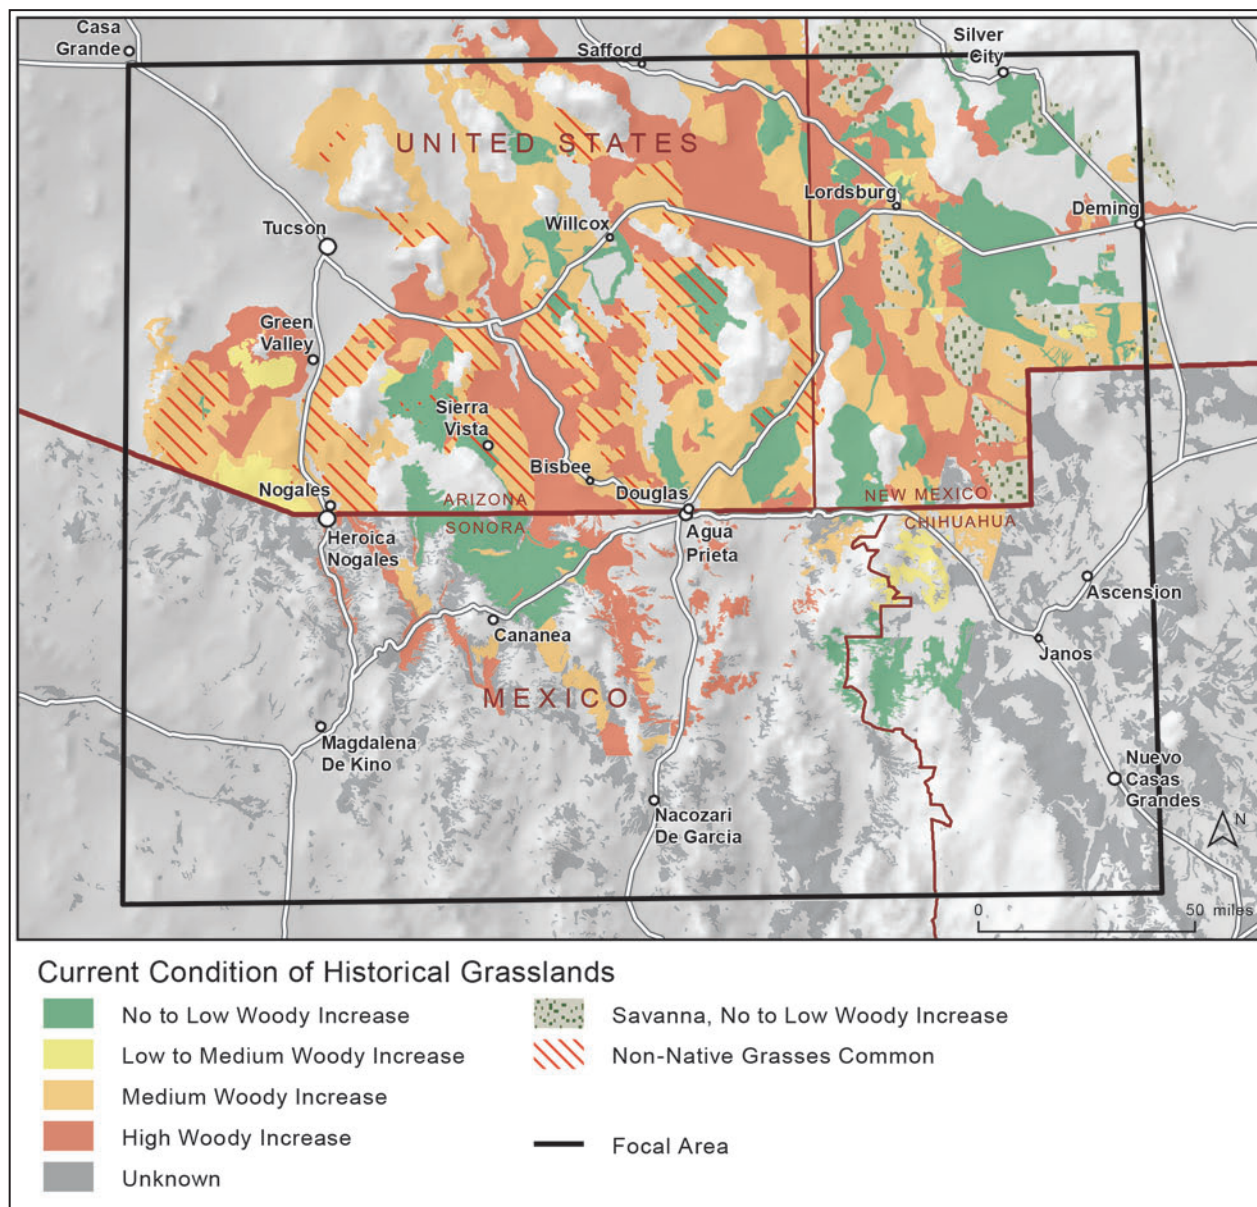 Casa
Grande
Safford
Silver
City
UNITED STATES
Lordsburg
Deming
Willcox
Tucson
Green
Valley
Sierra
Vista
Bisbee
Nogales
Douglas
ARIZONA
NEW MEXICO
SONORA
CHIHUAHUA
Heroica
Nogales
Agua
Prieta
Ascension
Cananea
Janos
MEXICO
Magdalena
De Kino
Nuevo
Casas
Grandes
Nacozari
De Garcia
N
0 50 miles
Current Condition of Historical Grasslands
No to Low Woody Increase
Low to Medium Woody Increase
Medium Woody Increase
High Woody Increase
Unknown
Savanna, No to Low Woody Increase
Non-Native Grasses Common
Focal Area